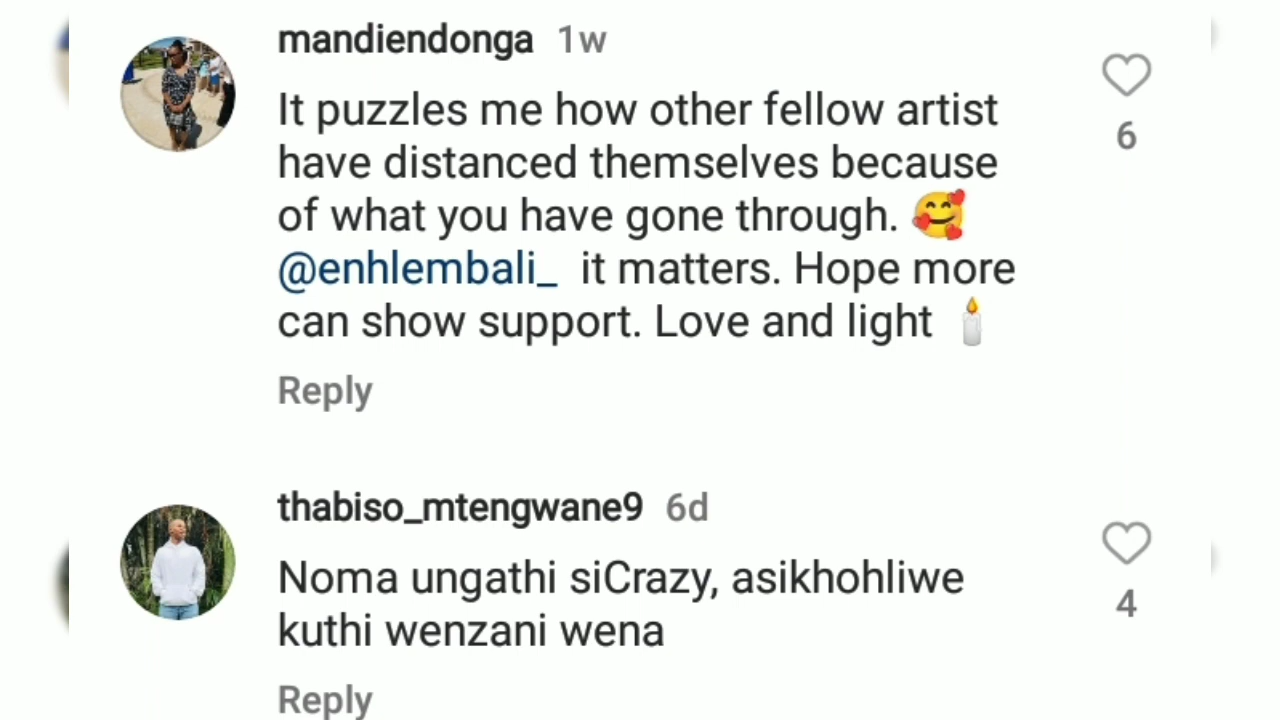 mandiendonga 1w
It puzzles me how other fellow artist
have distanced themselves because
of what you have gone through. 🥰
@enhlembali_ it matters. Hope more
can show support. Love and light 🕯️
6
Reply
thabiso_mtengwane9 6d
Noma ungathi siCrazy, asikhohliwe
kuthi wenzani wena
4
Reply